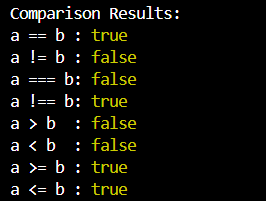 Comparison Results:
a == b : true
a != b : false
a === b: false
a !== b: true
a > b  : false
a < b  : false
a >= b : true
a <= b : true